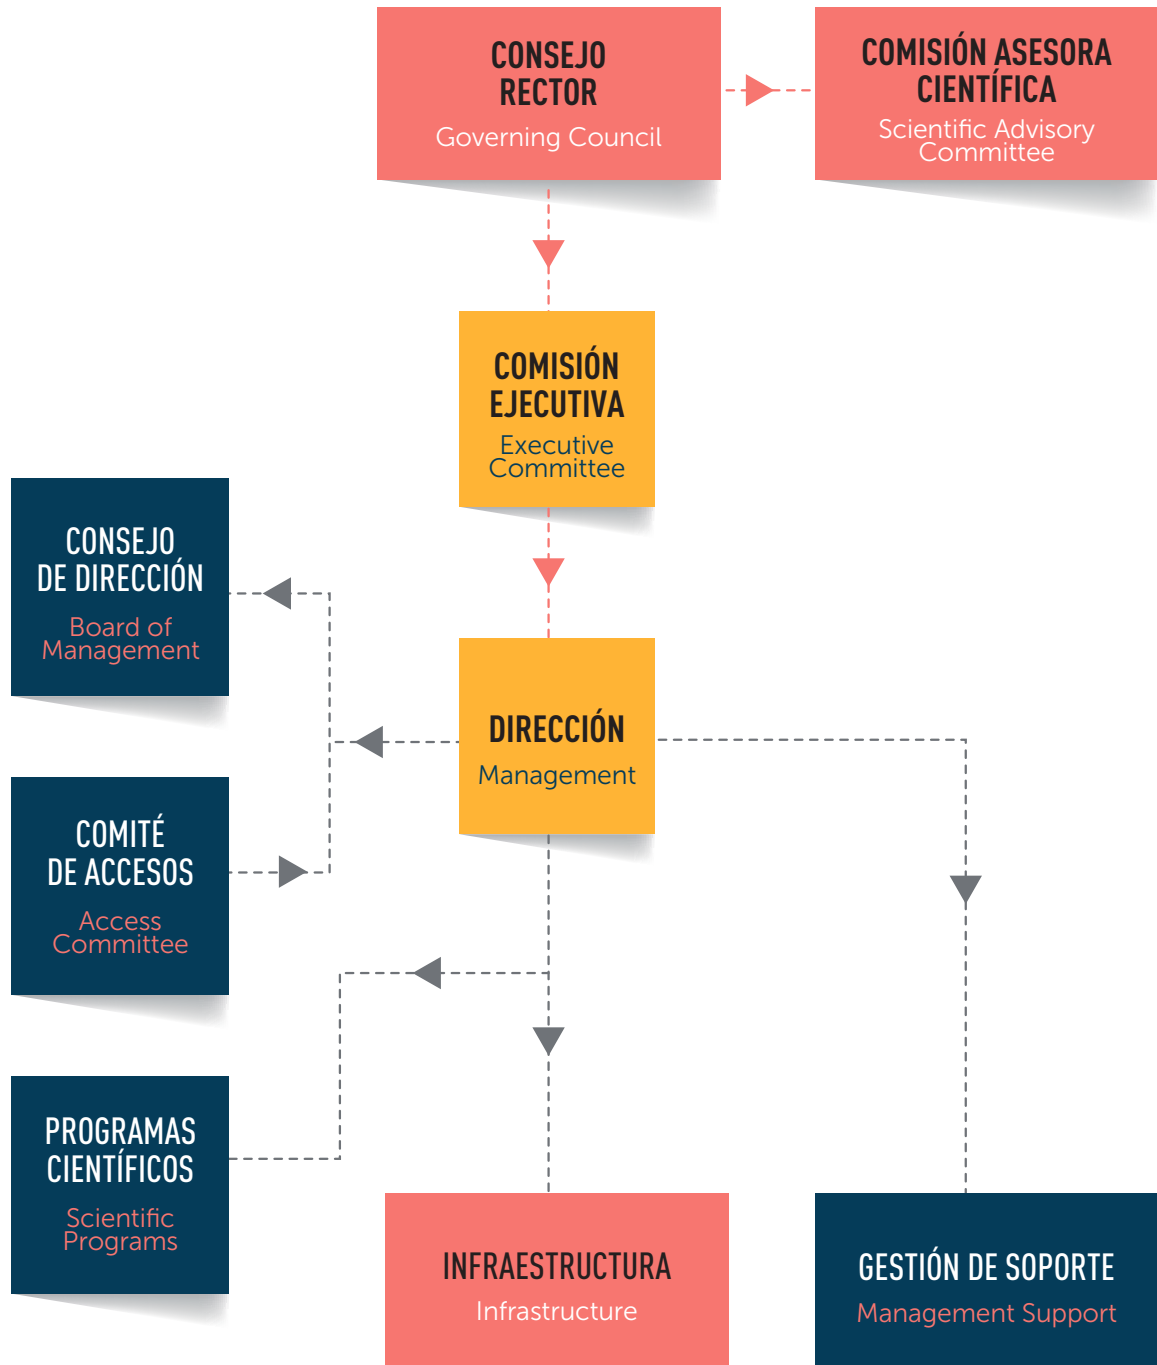 CONSEJO
RECTOR
Governing Council
COMISIÓN ASESORA
CIENTÍFICA
Scientific Advisory
Committee
COMISIÓN
EJECUTIVA
Executive
Committee
CONSEJO
DE DIRECCIÓN
Board of
Management
DIRECCIÓN
Management
COMITÉ
DE ACCESOS
Access
Committee
PROGRAMAS
CIENTÍFICOS
Scientific
Programs
INFRAESTRUCTURA
Infrastructure
GESTIÓN DE SOPORTE
Management Support